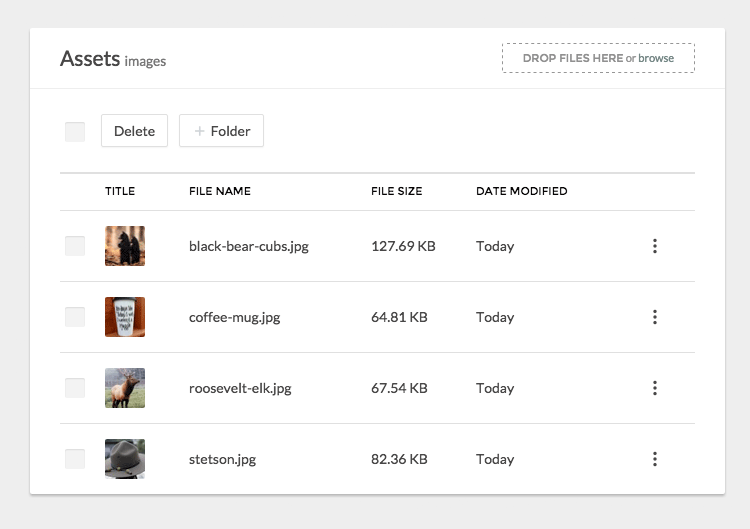 Assets images
DROP FILES HERE or browse
Delete
+ Folder
TITLE FILE NAME FILE SIZE DATE MODIFIED
black-bear-cubs.jpg 127.69 KB Today
coffee-mug.jpg 64.81 KB Today
roosevelt-elk.jpg 67.54 KB Today
stetson.jpg 82.36 KB Today